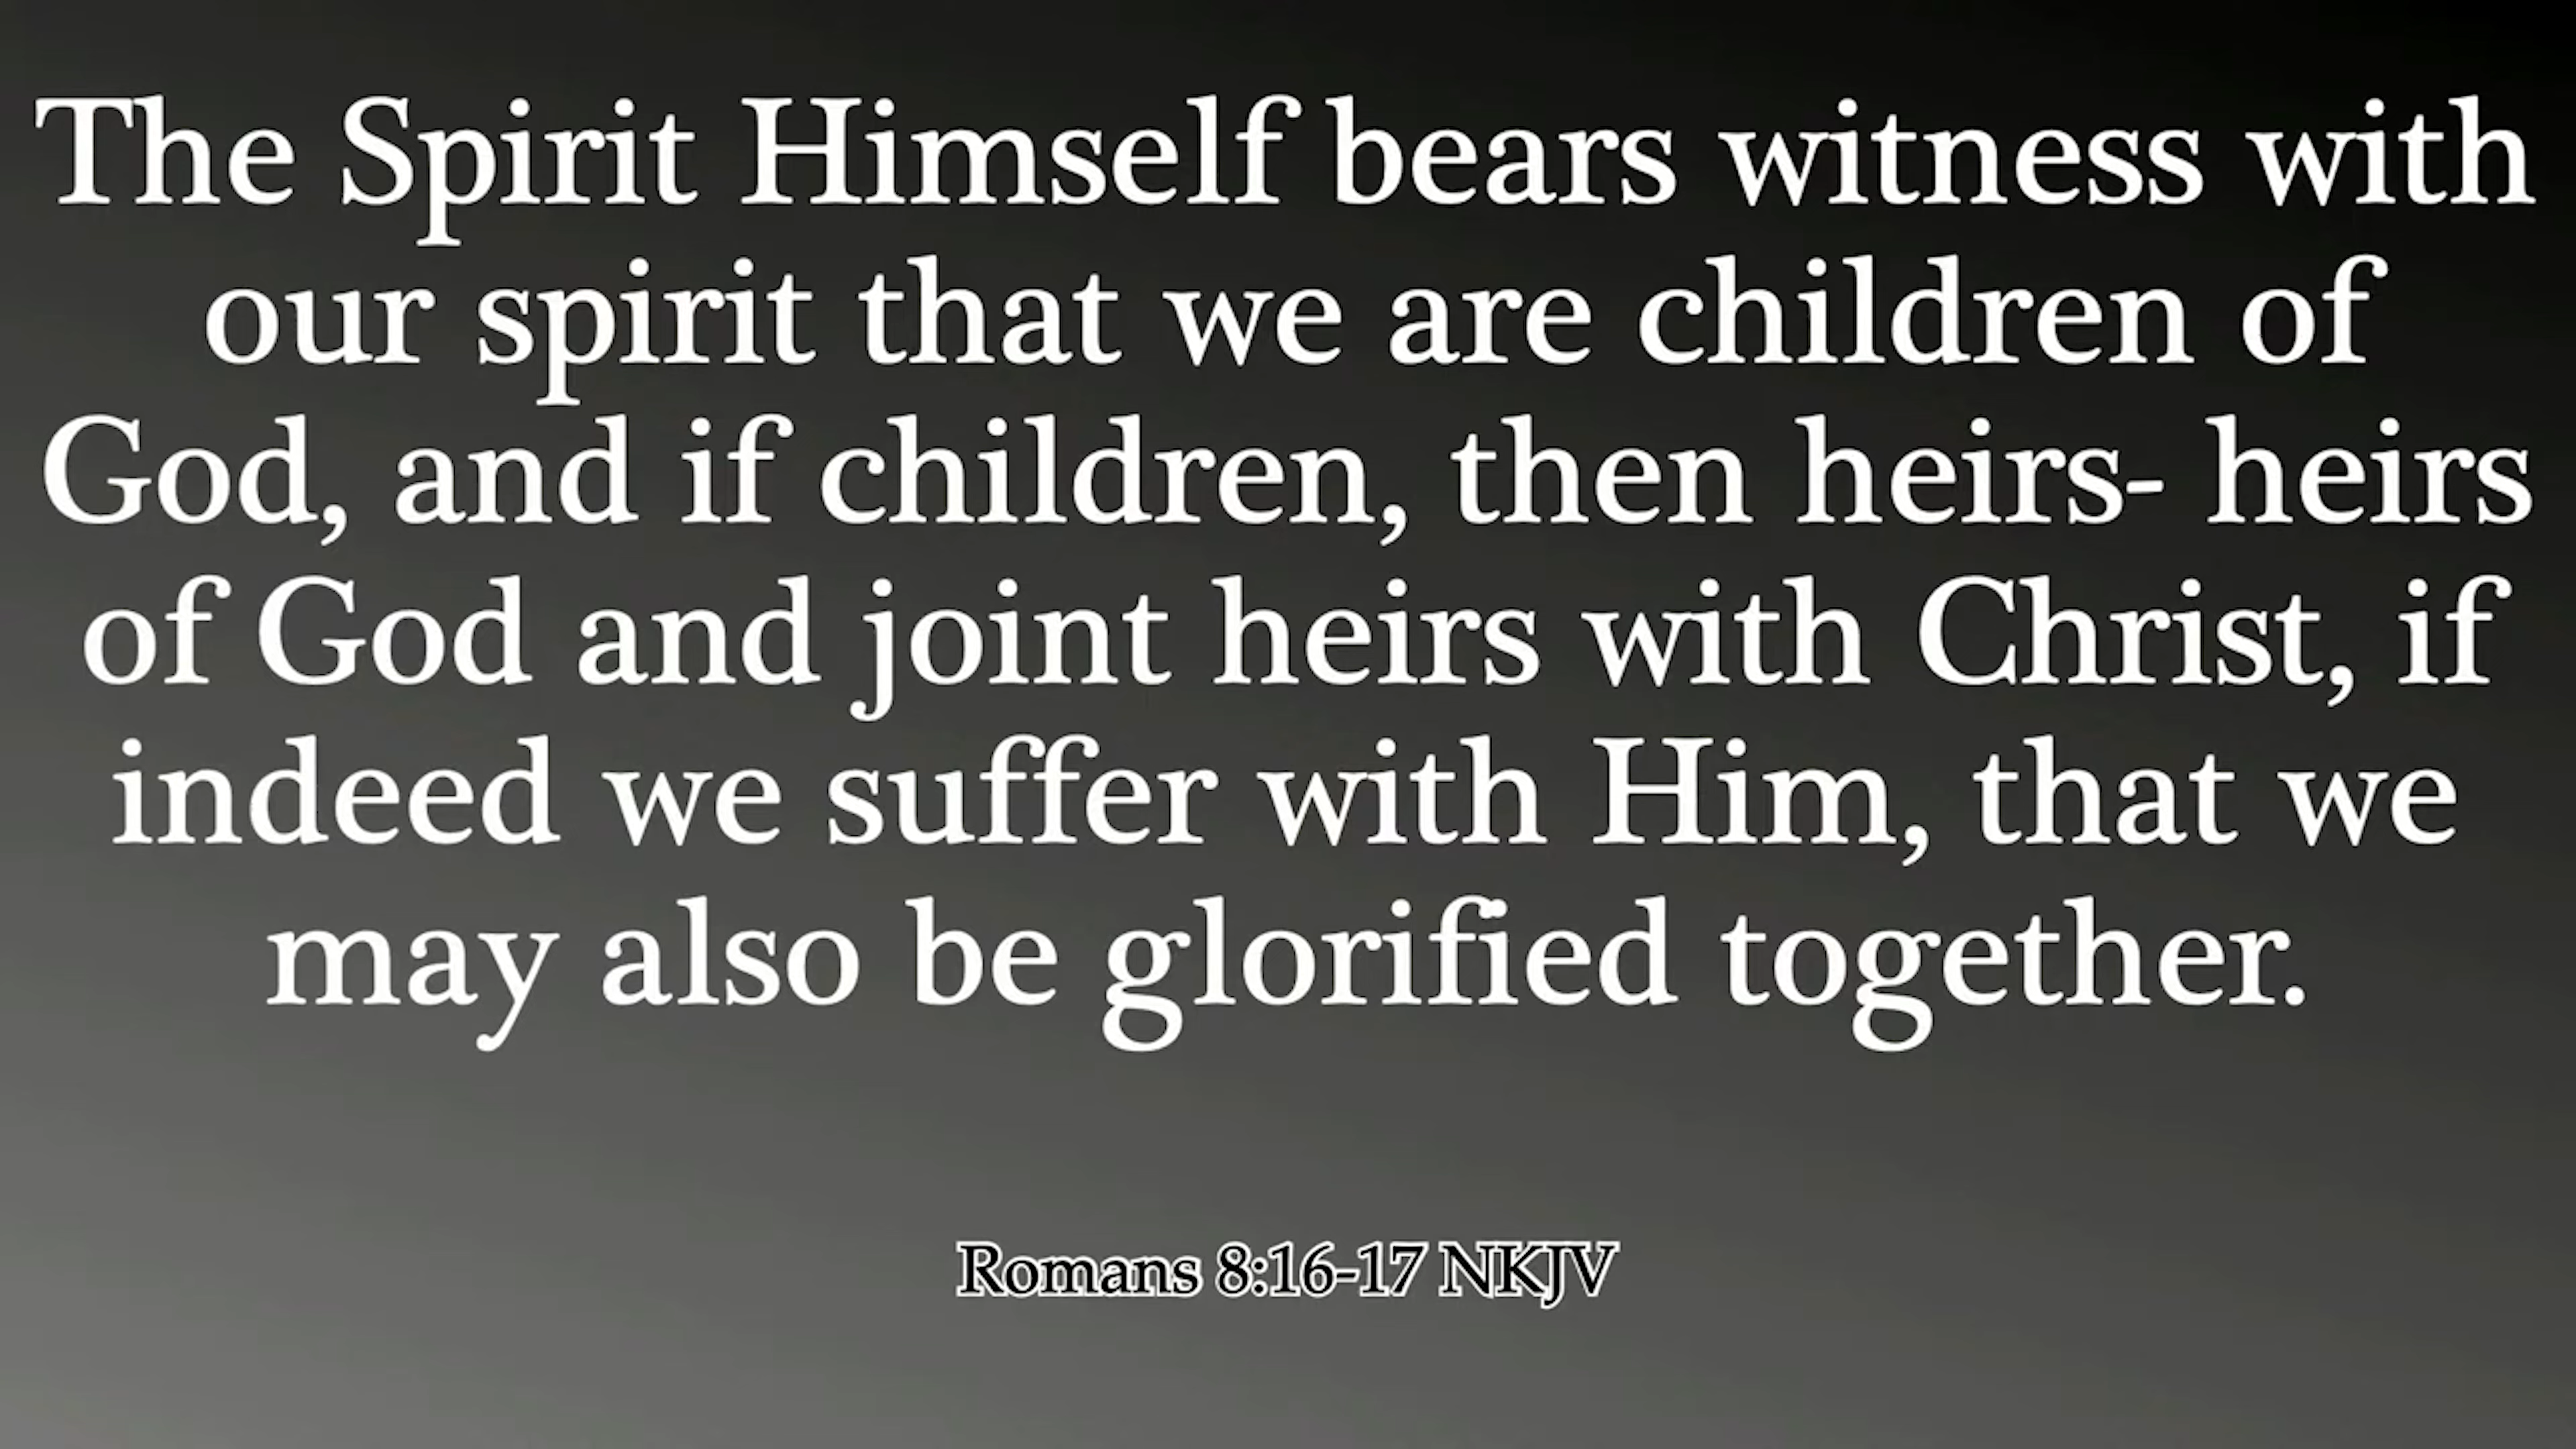 The Spirit Himself bears witness with
our spirit that we are children of
God, and if children, then heirs- heirs
of God and joint heirs with Christ, if
indeed we suffer with Him, that we
may also be glorified together.
Romans 8:16-17 NKJV